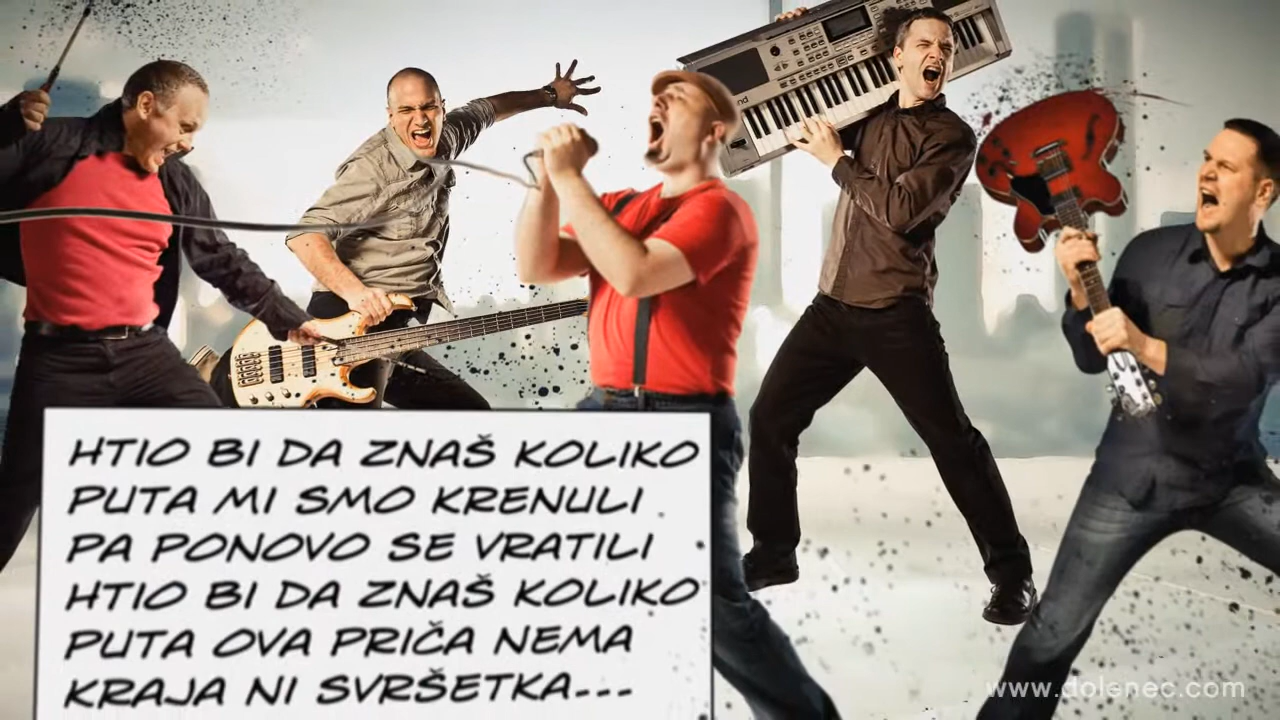 HTIO BI DA ZNAŠ KOLIKO
PUTA MI SMO KRENULI
PA PONOVO SE VRATILI
HTIO BI DA ZNAŠ KOLIKO
PUTA OVA PRIČA NEMA
KRAJA NI SVRŠETKA---
www.dolenec.com